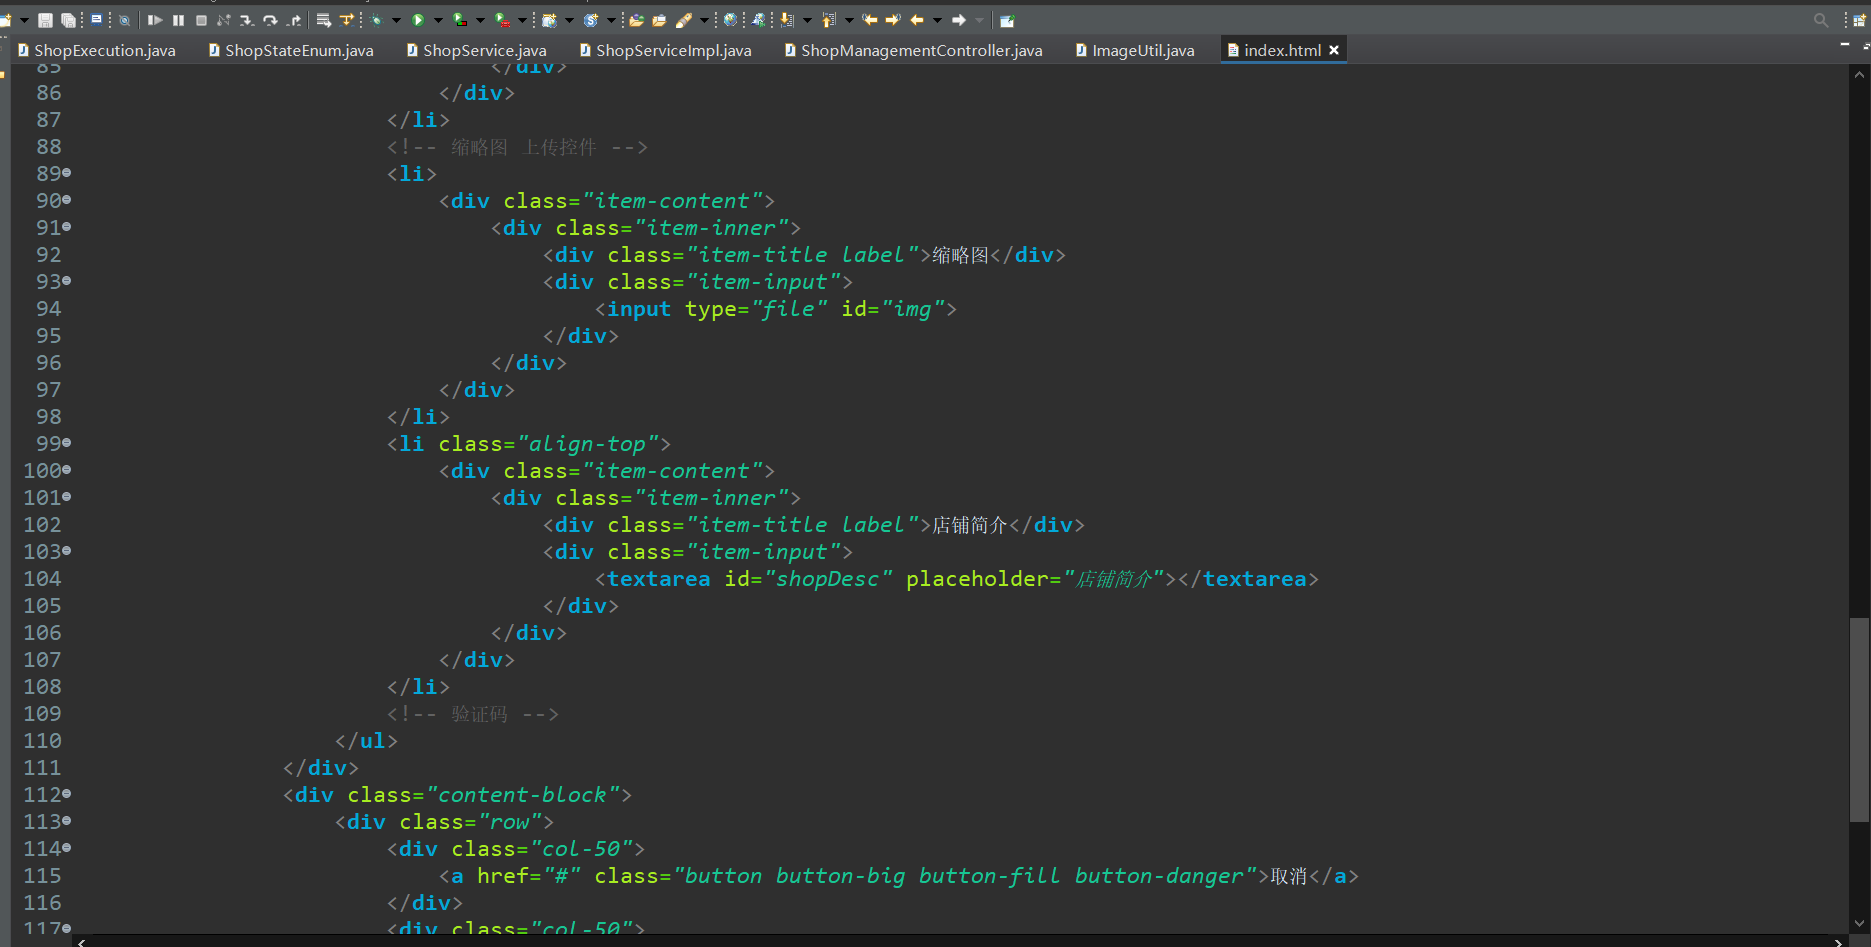 ShopExecution.java ShopStateEnum.java ShopService.java ShopServiceImpl.java ShopManagementController.java ImageUtil.java index.html
85 </div>
86 </div>
87 </li>
88 <!-- 缩略图 上传控件 -->
89 <li>
90 <div class="item-content">
91 <div class="item-inner">
92 <div class="item-title label">缩略图</div>
93 <div class="item-input">
94 <input type="file" id="img">
95 </div>
96 </div>
97 </div>
98 </li>
99 <li class="align-top">
100 <div class="item-content">
101 <div class="item-inner">
102 <div class="item-title label">店铺简介</div>
103 <div class="item-input">
104 <textarea id="shopDesc" placeholder="店铺简介"></textarea>
105 </div>
106 </div>
107 </div>
108 </li>
109 <!-- 验证码 -->
110 </ul>
111 </div>
112 <div class="content-block">
113 <div class="row">
114 <div class="col-50">
115 <a href="#" class="button button-big button-fill button-danger">取消</a>
116 </div>
117 <div class="col-50">